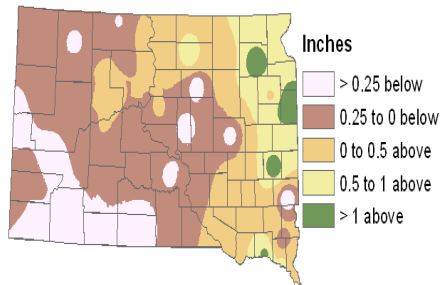 Inches
> 0.25 below
0.25 to 0 below
0 to 0.5 above
0.5 to 1 above
> 1 above